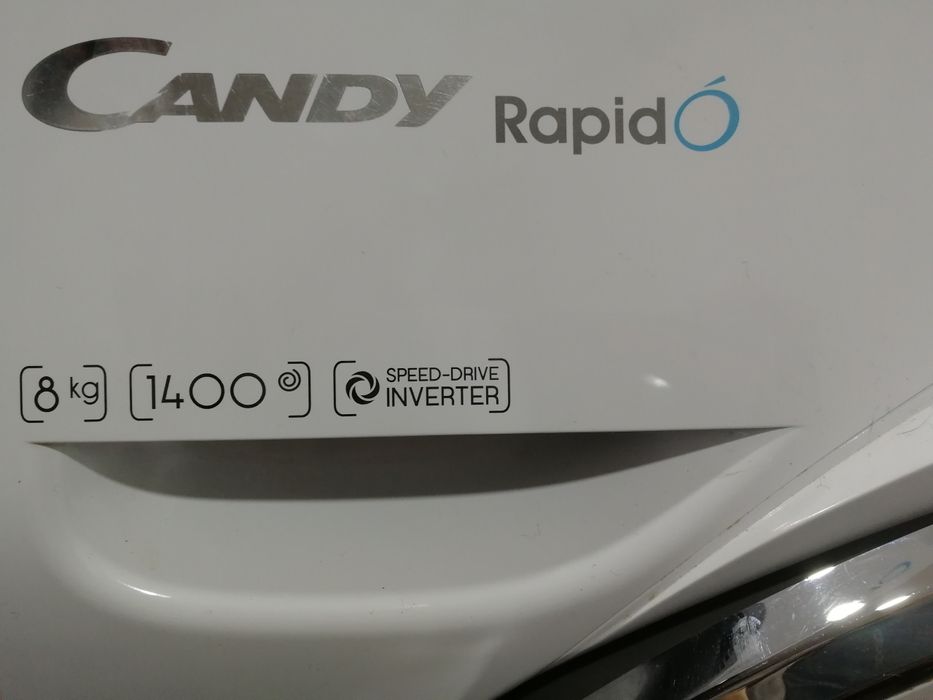 CANDY RapidÓ
8 kg 1400 SPEED-DRIVE
INVERTER